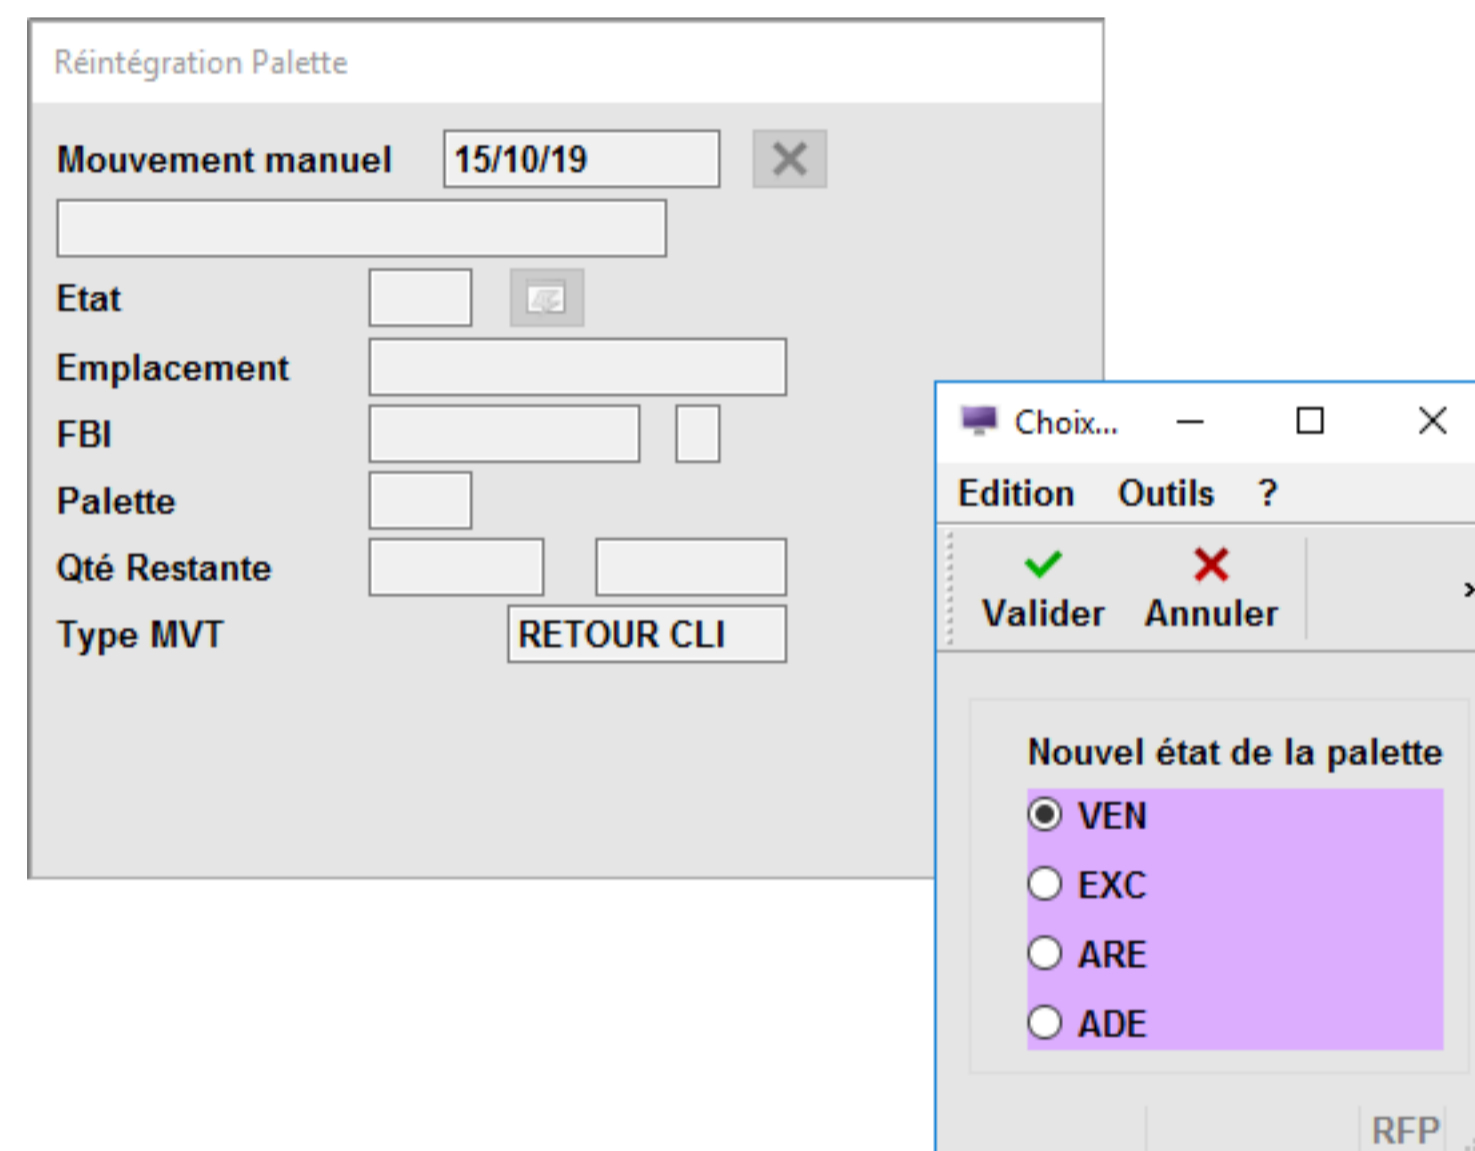 Réintégration Palette
Mouvement manuel 15/10/19
Etat
Emplacement
FBI
Palette
Qté Restante
Type MVT RETOUR CLI
Choix...
Edition Outils ?
Valider Annuler
Nouvel état de la palette
VEN
EXC
ARE
ADE
RFP